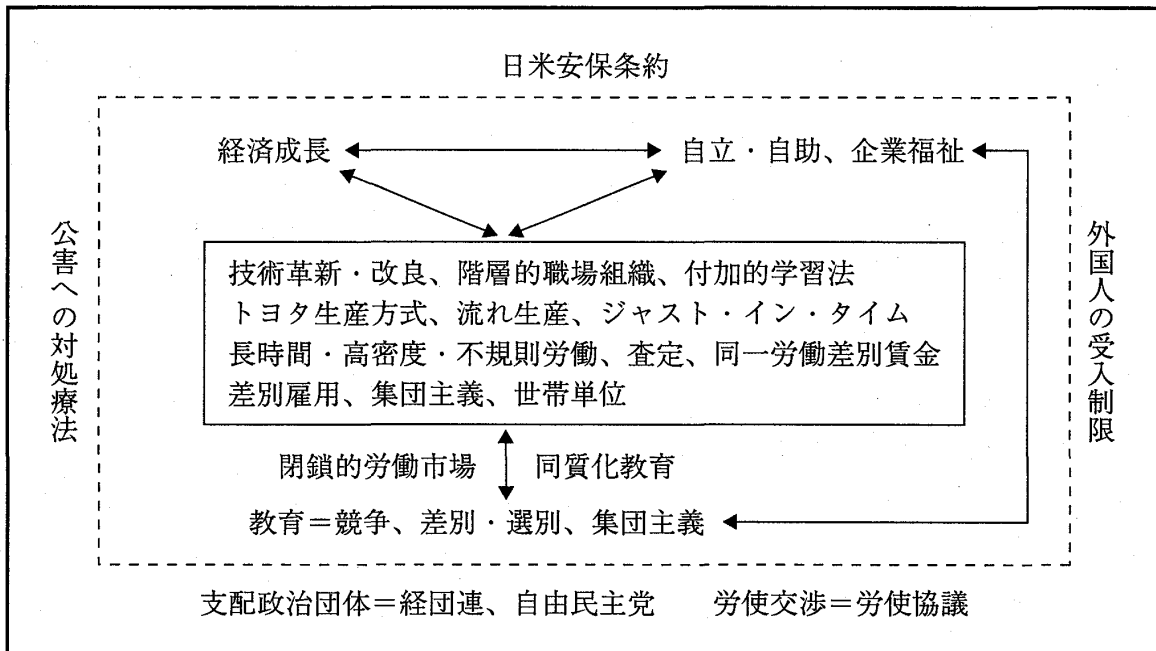 日米安保条約
経済成長
自立・自助、企業福祉
公害への対処療法
外国人の受入制限
技術革新・改良、階層的職場組織、付加的学習法
トヨタ生産方式、流れ生産、ジャスト・イン・タイム
長時間・高密度・不規則労働、査定、同一労働差別賃金
差別雇用、集団主義、世帯単位
閉鎖的労働市場
同質化教育
教育＝競争、差別・選別、集団主義
支配政治団体＝経団連、自由民主党
労使交渉＝労使協議